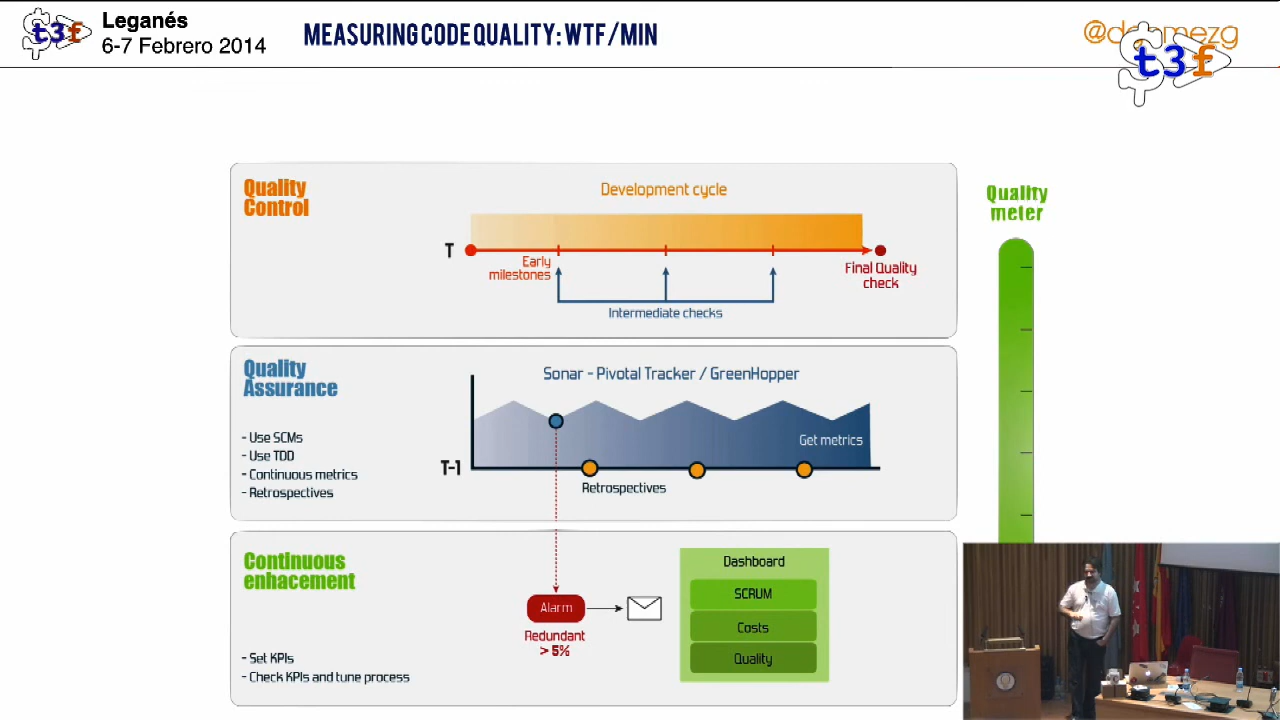 t3f
Leganés
6-7 Febrero 2014
MEASURING CODE QUALITY: WTF/MIN
t3f
Quality
Control
Development cycle
T
Early
milestones
Intermediate checks
Final Quality
check
Quality
meter
Quality
Assurance
Sonar - Pivotal Tracker / GreenHopper
- Use SCMs
- Use TDD
- Continuous metrics
- Retrospectives
Get metrics
T-1
Retrospectives
Continuous
enhacement
- Set KPIs
- Check KPIs and tune process
Alarm
Redundant
> 5%
Dashboard
SCRUM
Costs
Quality